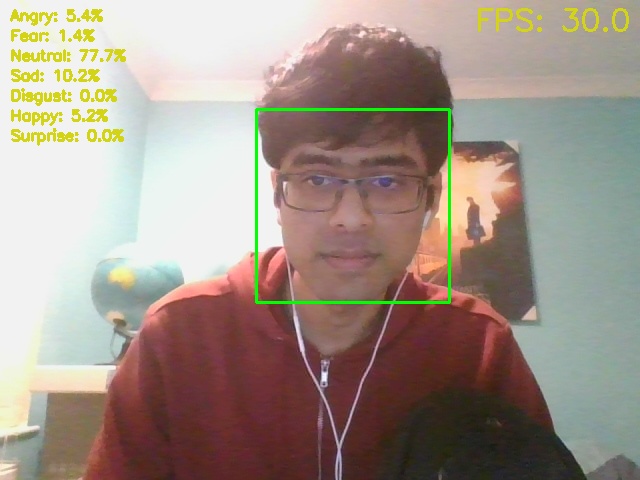 Angry: 5.4%
Fear: 1.4%
Neutral: 77.7%
Sad: 10.2%
Disgust: 0.0%
Happy: 5.2%
Surprise: 0.0%
FPS: 30.0